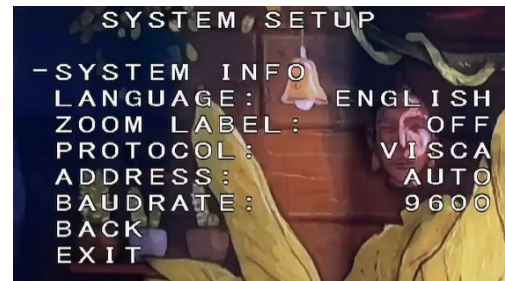 SYSTEM SETUP
-SYSTEM INFO
LANGUAGE: ENGLISH
ZOOM LABEL: OFF
PROTOCOL: VISCA
ADDRESS: AUTO
BAUDRATE: 9600
BACK
EXIT